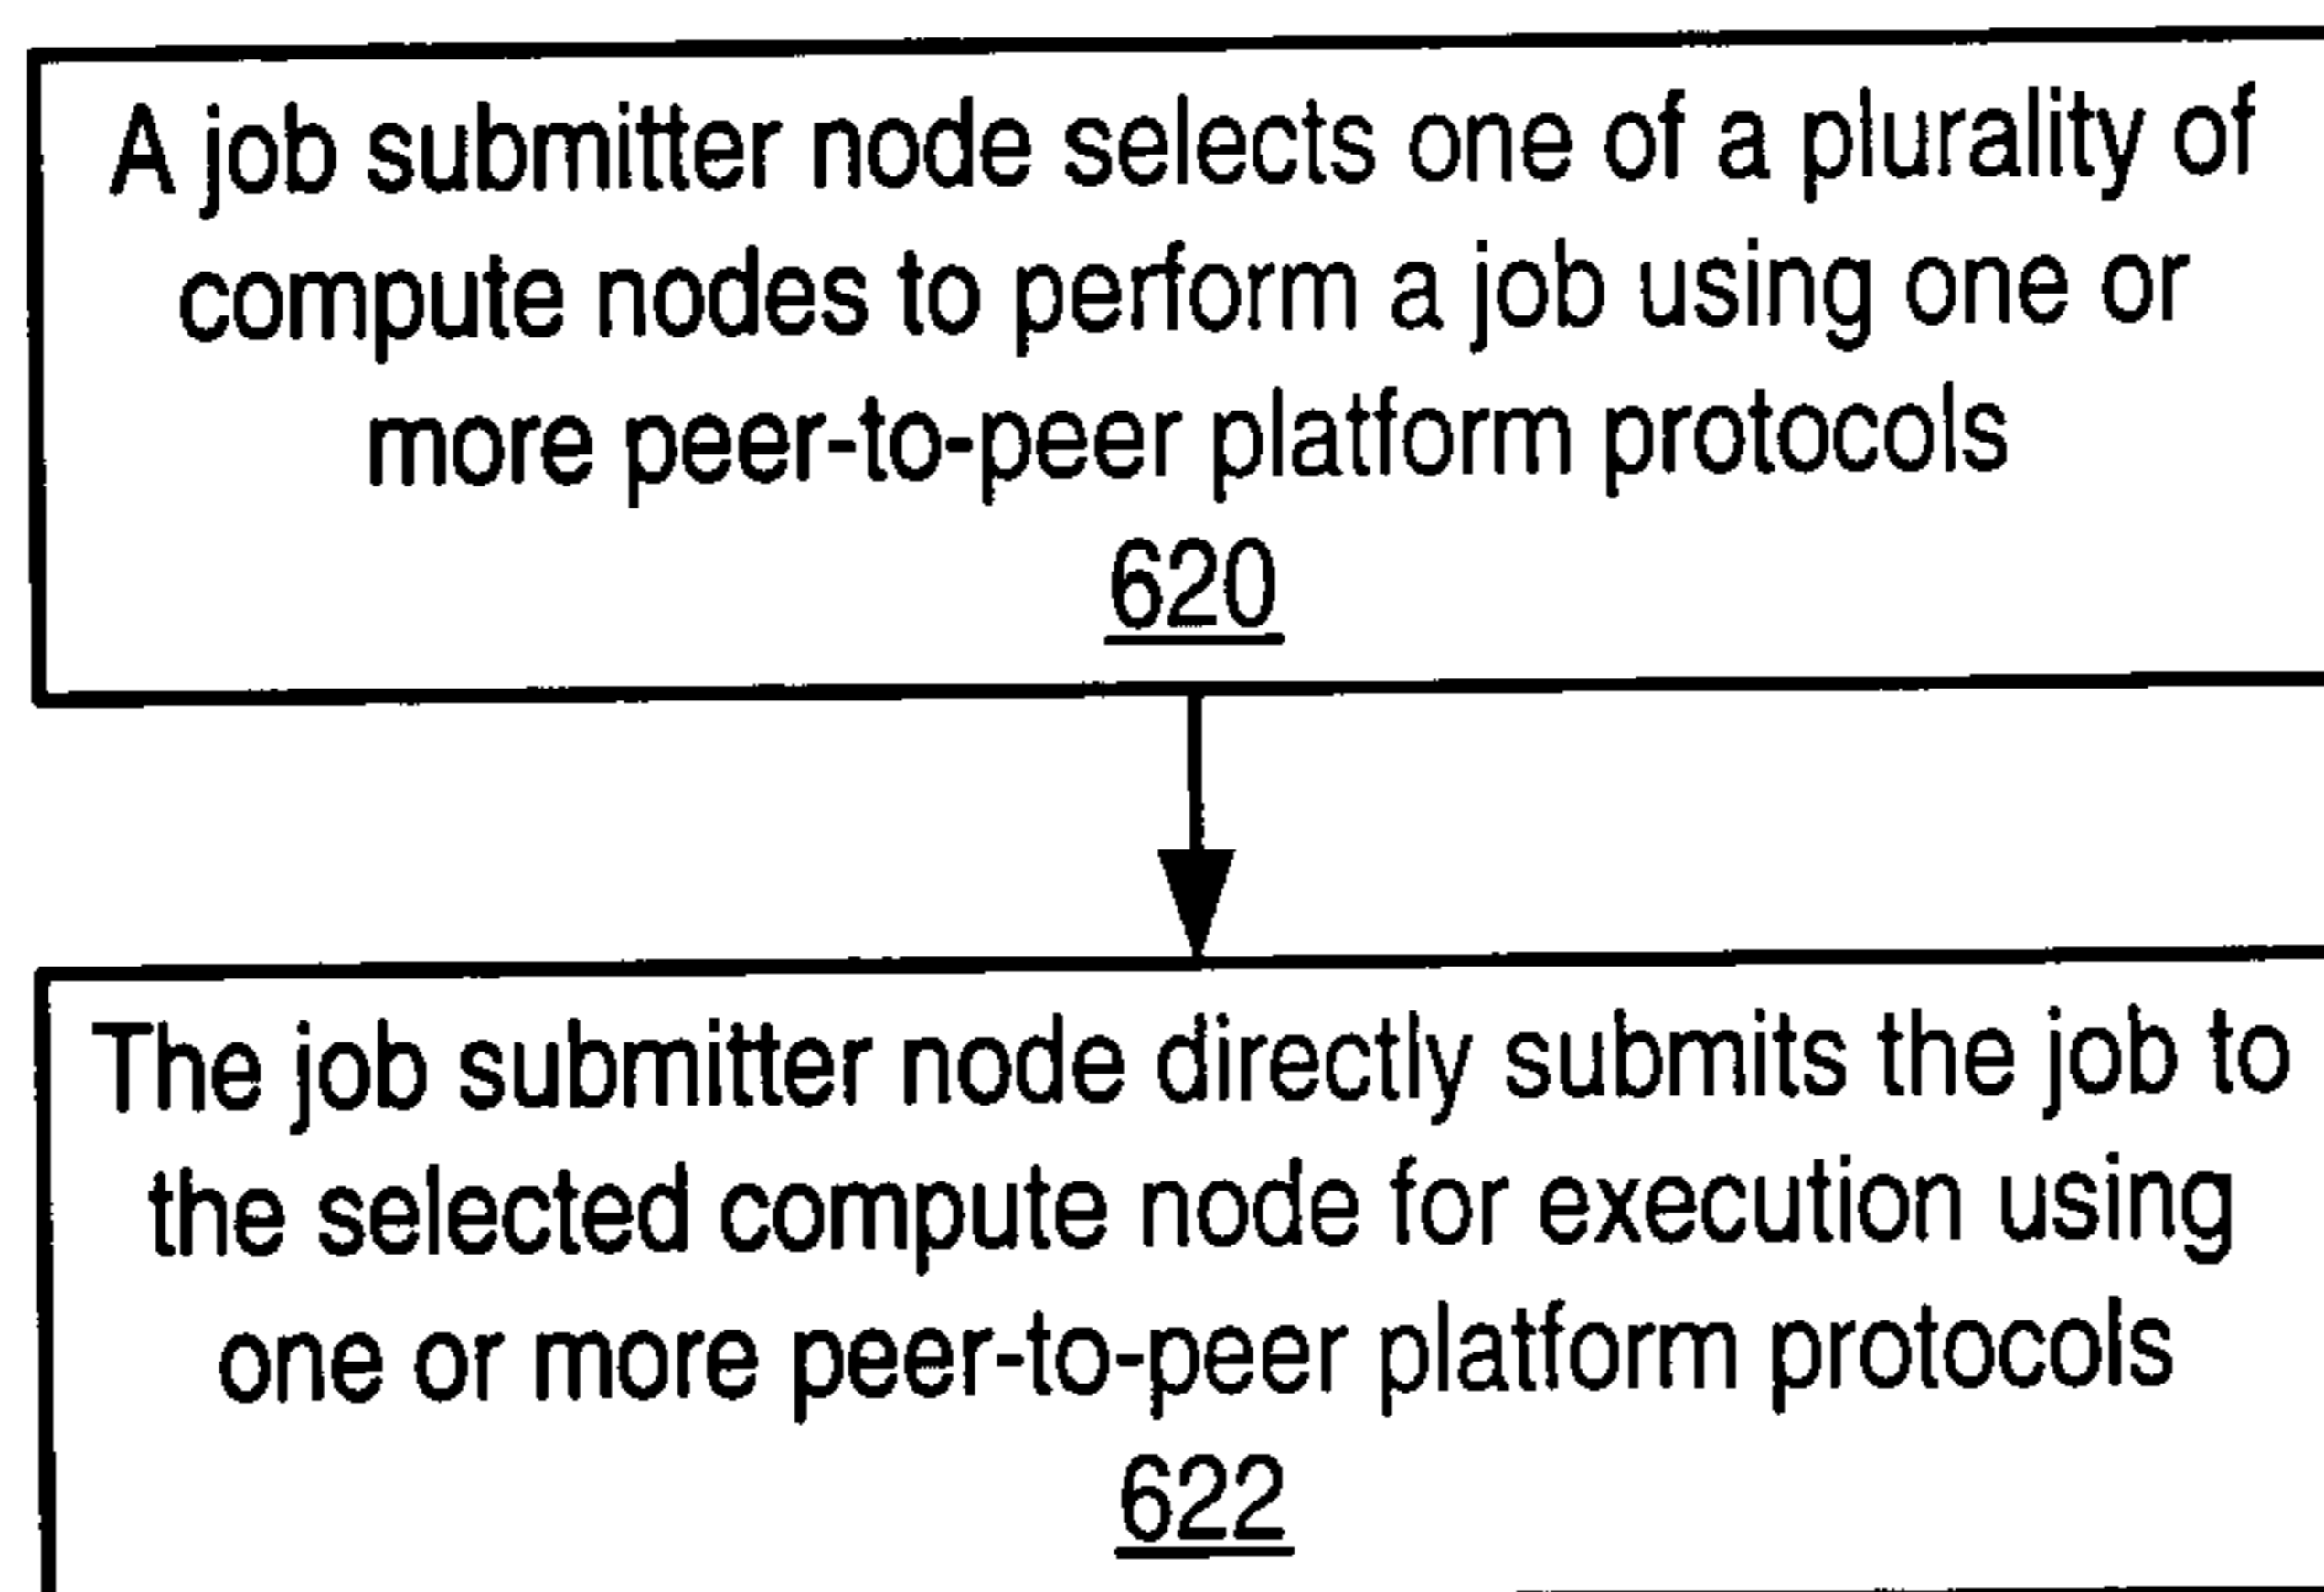 A job submitter node selects one of a plurality of
compute nodes to perform a job using one or
more peer-to-peer platform protocols
620
The job submitter node directly submits the job to
the selected compute node for execution using
one or more peer-to-peer platform protocols
622